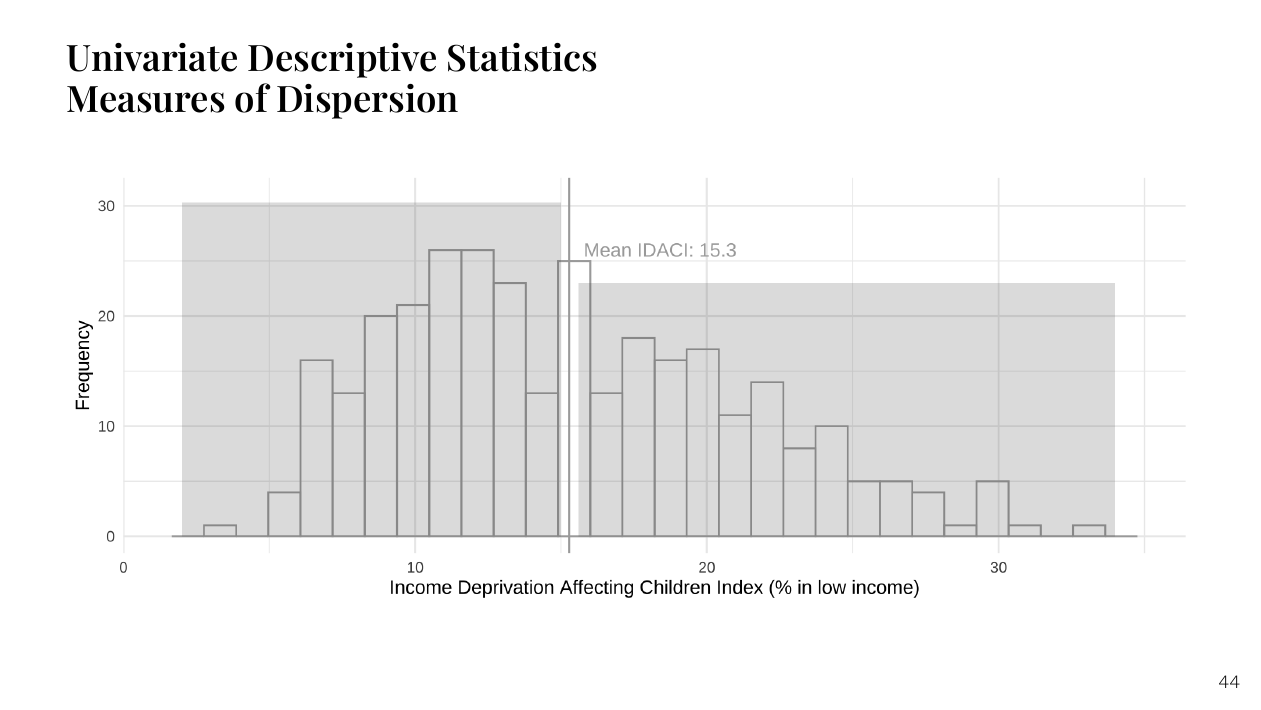 Univariate Descriptive Statistics
Measures of Dispersion
30
Mean IDACI: 15.3
20
Frequency
10
0
0 10 20 30
Income Deprivation Affecting Children Index (% in low income)
44